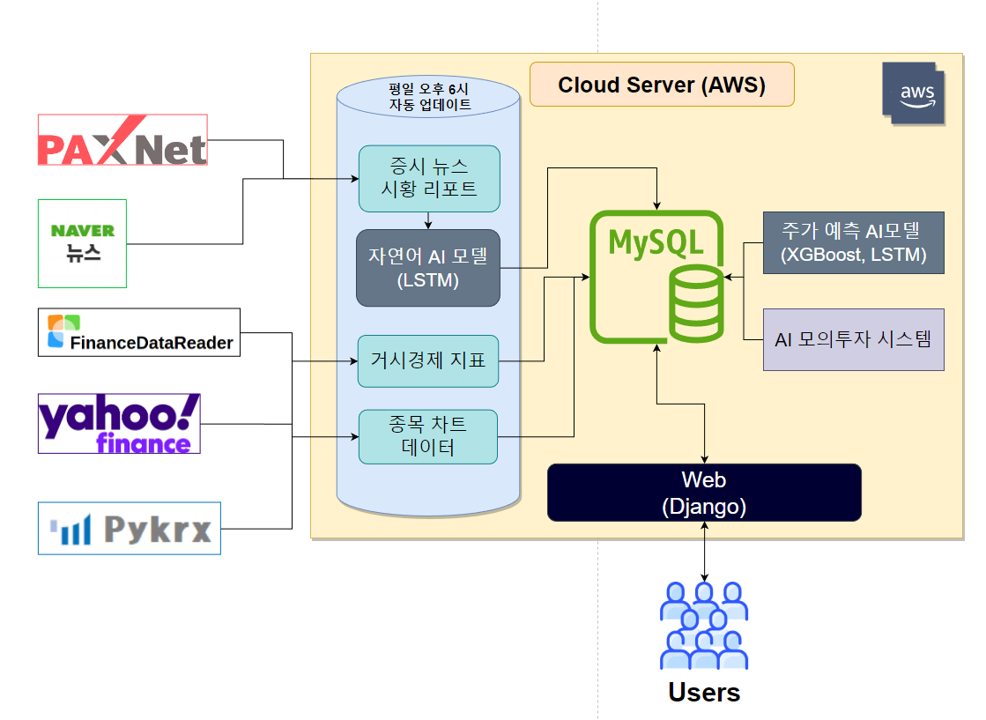 Cloud Server (AWS)
aws
평일 오후 6시
자동 업데이트
PAXNet
NAVER
뉴스
FinanceDataReader
yahoo!
finance
Pykrx
증시 뉴스
시황 리포트
자연어 AI 모델
(LSTM)
거시경제 지표
종목 차트
데이터
MySQL
주가 예측 AI모델
(XGBoost, LSTM)
AI 모의투자 시스템
Web
(Django)
Users